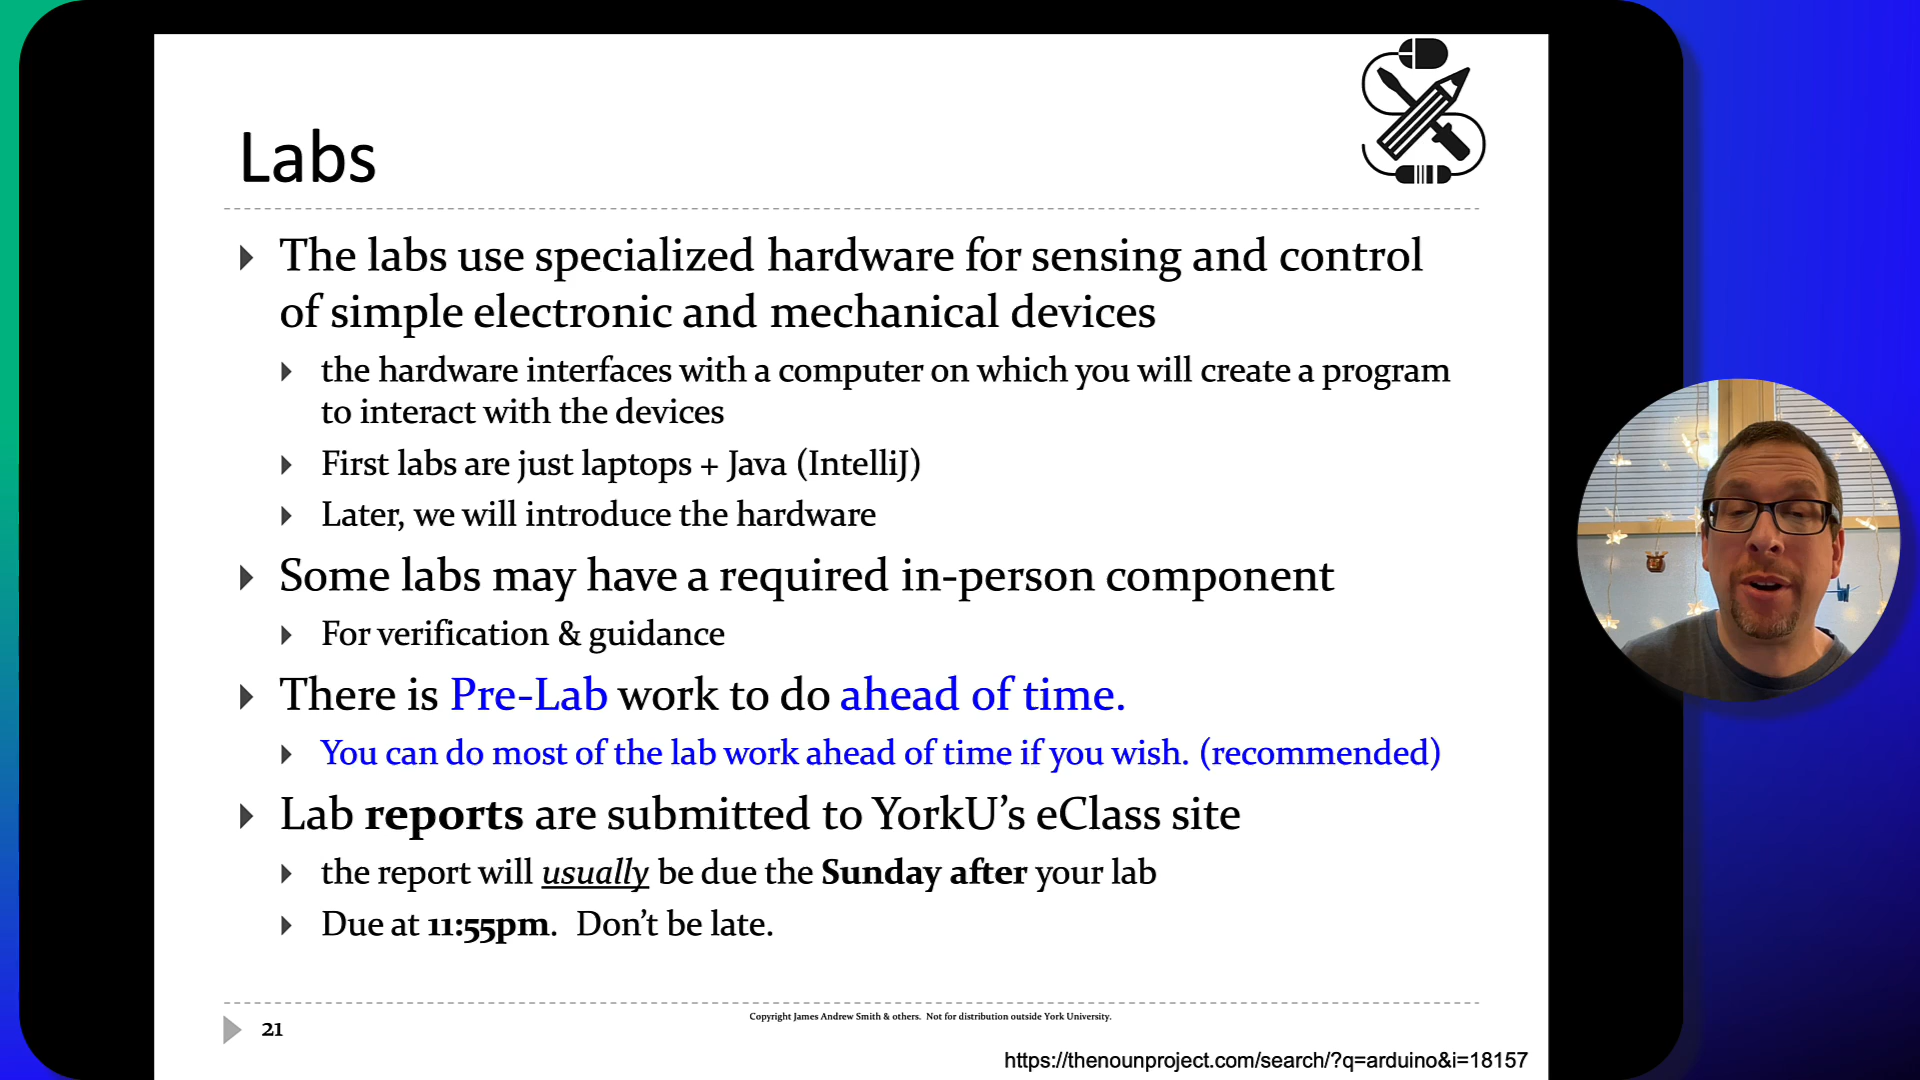 Labs
The labs use specialized hardware for sensing and control
of simple electronic and mechanical devices
the hardware interfaces with a computer on which you will create a program
to interact with the devices
First labs are just laptops + Java (IntelliJ)
Later, we will introduce the hardware
Some labs may have a required in-person component
For verification & guidance
There is Pre-Lab work to do ahead of time.
You can do most of the lab work ahead of time if you wish. (recommended)
Lab reports are submitted to YorkU’s eClass site
the report will usually be due the Sunday after your lab
Due at 11:55pm.  Don’t be late.
Copyright James Andrew Smith & others.  Not for distribution outside York University.
21
https://thenounproject.com/search/?q=arduino&i=18157